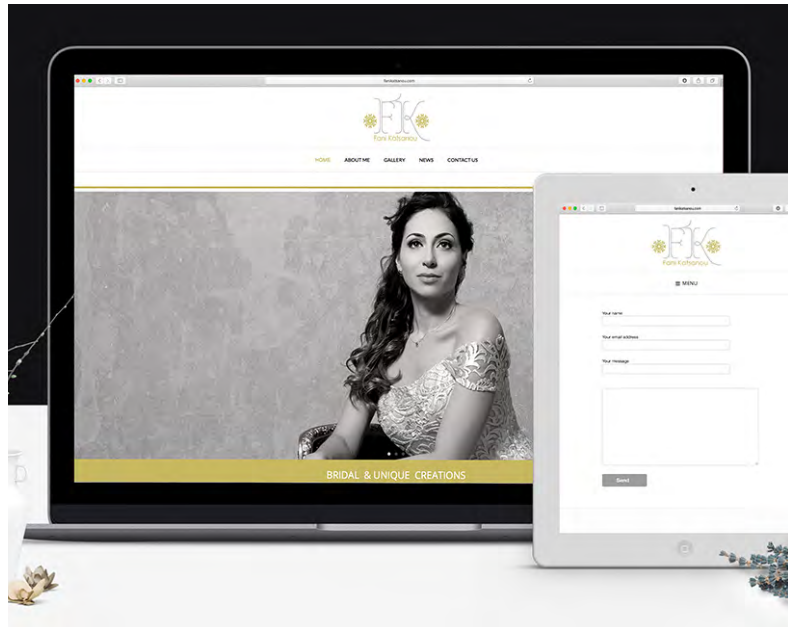 FK
Fani Katsanou
HOME ABOUT ME GALLERY NEWS CONTACT US
BRIDAL & UNIQUE CREATIONS
FK
Fani Katsanou
MENU
Your name
Your email address
Your message
Send